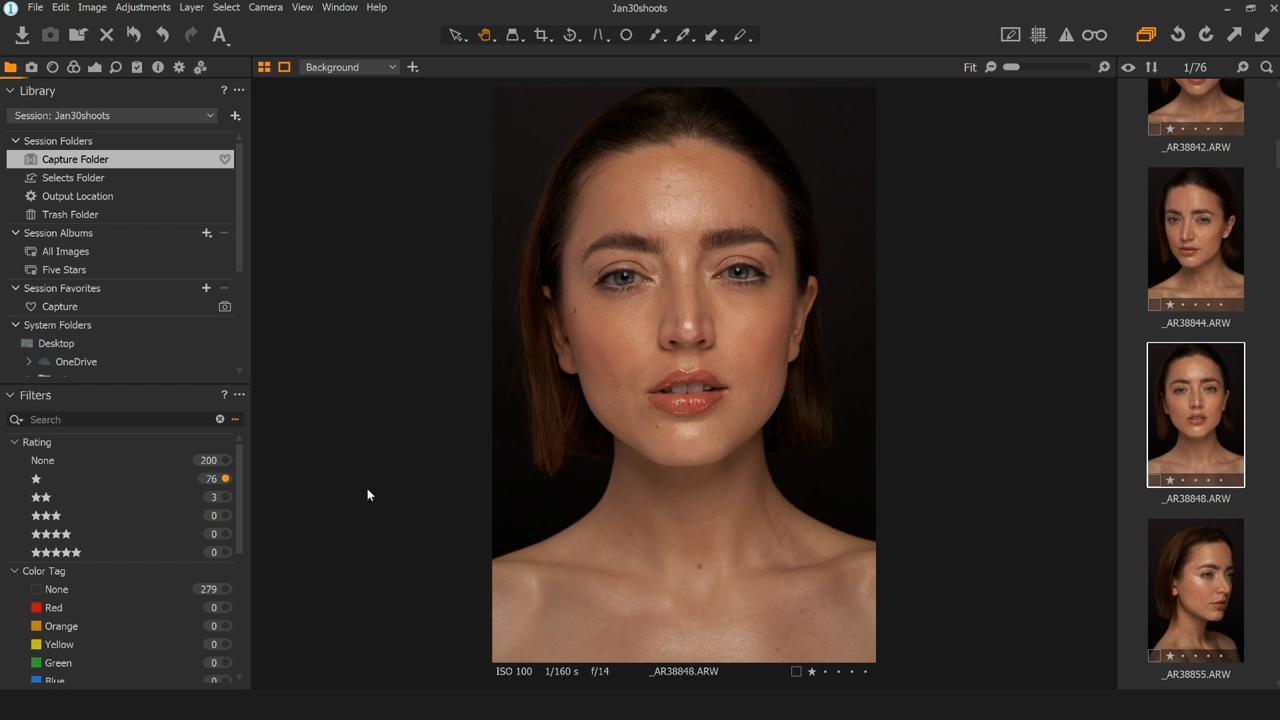 File Edit Image Adjustments Layer Select Camera View Window Help
Jan30shoots
A
Background
Fit
1/76
Library
? ...
Session: Jan30shoots
Session Folders
Capture Folder
Selects Folder
Output Location
Trash Folder
Session Albums
All Images
Five Stars
Session Favorites
Capture
System Folders
Desktop
OneDrive
Filters
? ...
Search
Rating
None 200
76
3
0
0
0
Color Tag
None 279
Red 0
Orange 0
Yellow 0
Green 0
Blue 0
ISO 100 1/160 s f/14 _AR38848.ARW
_AR38842.ARW
_AR38844.ARW
_AR38848.ARW
_AR38855.ARW